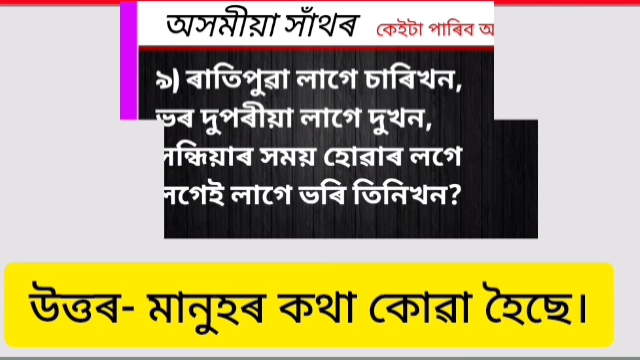 অসমীয়া সাঁথৰ কেইটা পাৰিব অ
৯) ৰাতিপুৱা লাগে চাৰিখন,
ভৰ দুপৰীয়া লাগে দুখন,
সন্ধিয়াৰ সময় হোৱাৰ লগে
লগেই লাগে ভৰি তিনিখন?
উত্তৰ- মানুহৰ কথা কোৱা হৈছে।